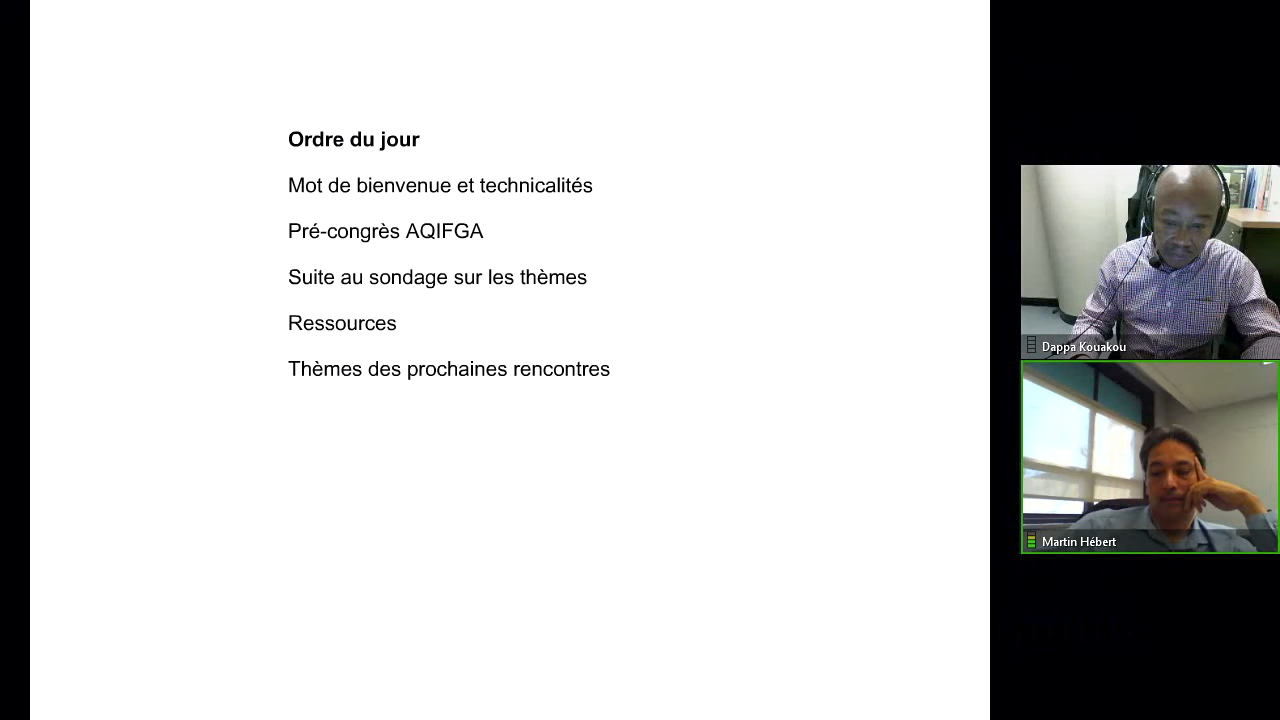 Ordre du jour
Mot de bienvenue et technicalités
Pré-congrès AQIFGA
Suite au sondage sur les thèmes
Ressources
Thèmes des prochaines rencontres
Dappa Kouakou
Martin Hébert